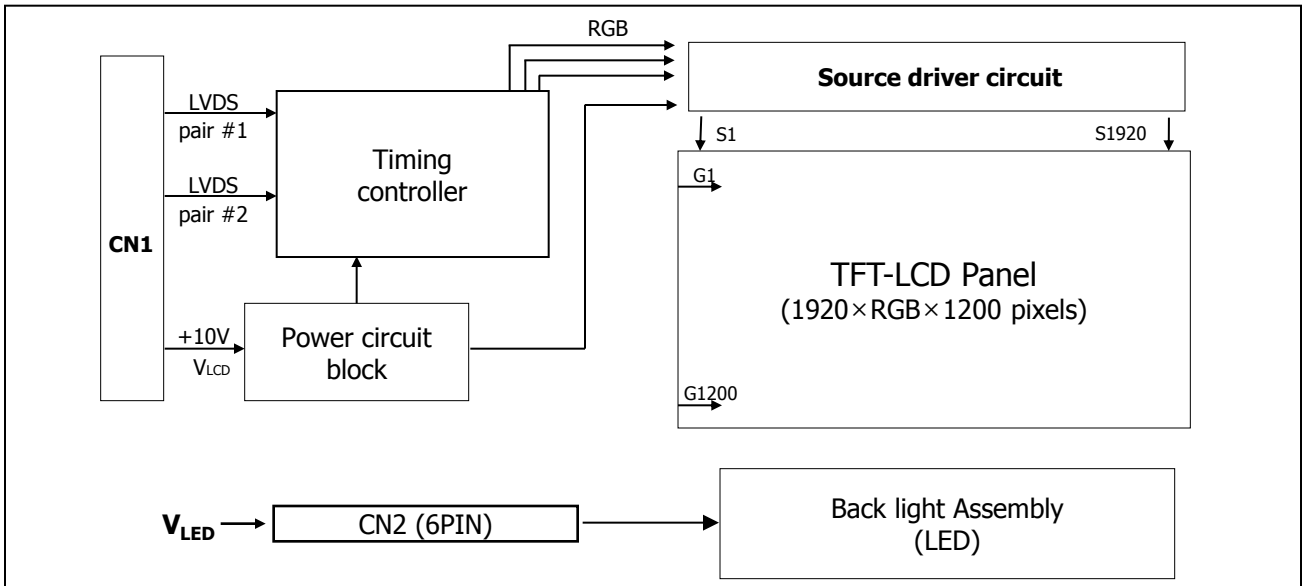 RGB
Source driver circuit
CN1
LVDS
pair #1
LVDS
pair #2
Timing
controller
S1
S1920
G1
TFT-LCD Panel
(1920×RGB×1200 pixels)
+10V
VLCD
Power circuit
block
G1200
VLED
CN2 (6PIN)
Back light Assembly
(LED)